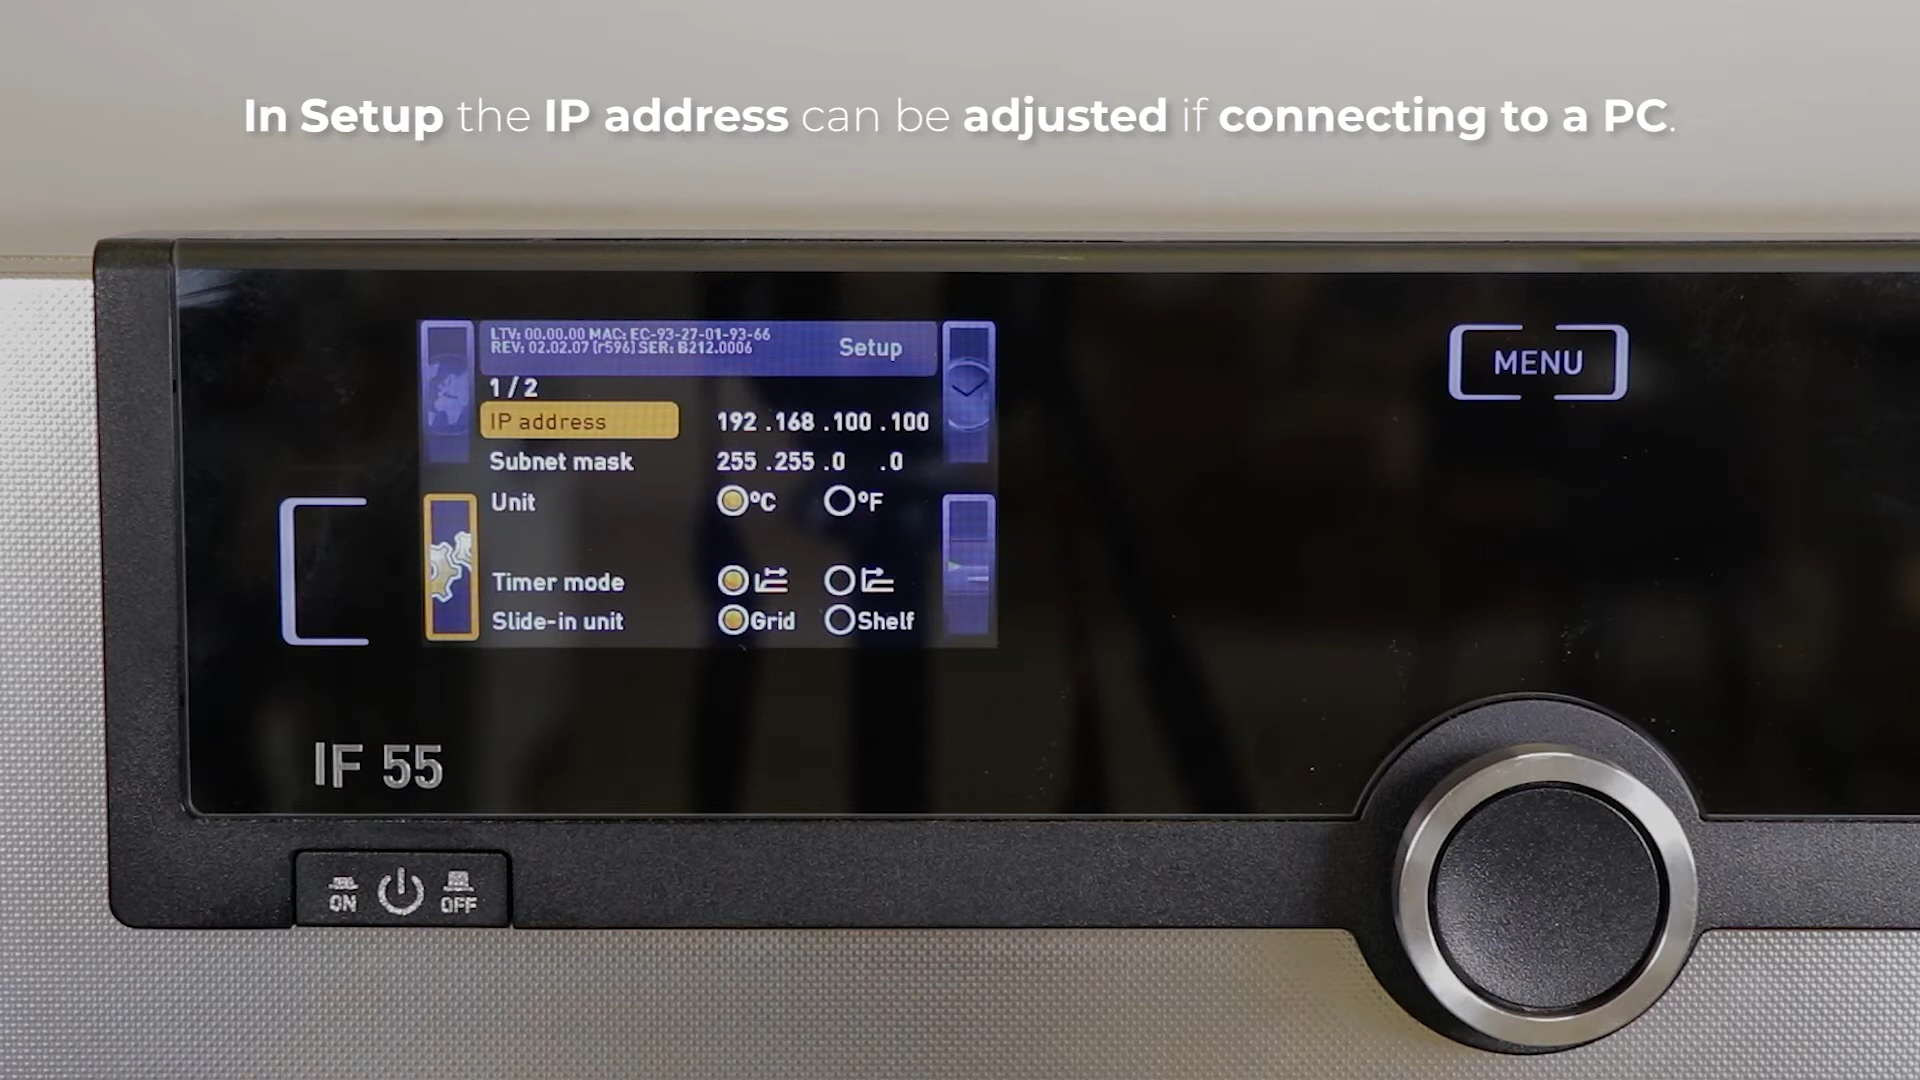 In Setup the IP address can be adjusted if connecting to a PC.
LTV: 00.00.00 MAC: EC-93-27-01-93-66
REV: 02.02.07 (r596) SER: B212.0006
Setup
1 / 2
IP address 192 .168 .100 .100
Subnet mask 255 .255 .0 .0
Unit °C °F
Timer mode
Slide-in unit Grid Shelf
MENU
IF 55
ON OFF